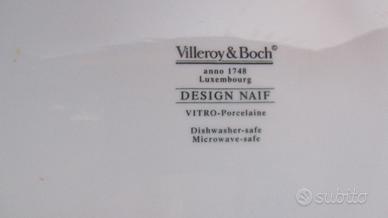 Villeroy & Boch©
anno 1748
Luxembourg
DESIGN NAIF
VITRO-Porcelaine
Dishwasher-safe
Microwave-safe
subito